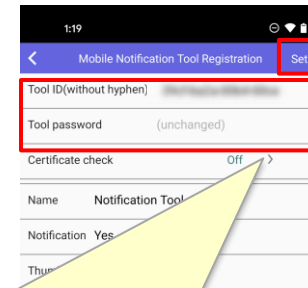 1:19
Mobile Notification Tool Registration Set
Tool ID(without hyphen)
Tool password (unchanged)
Certificate check Off
Name Notification Tool
Notification Yes